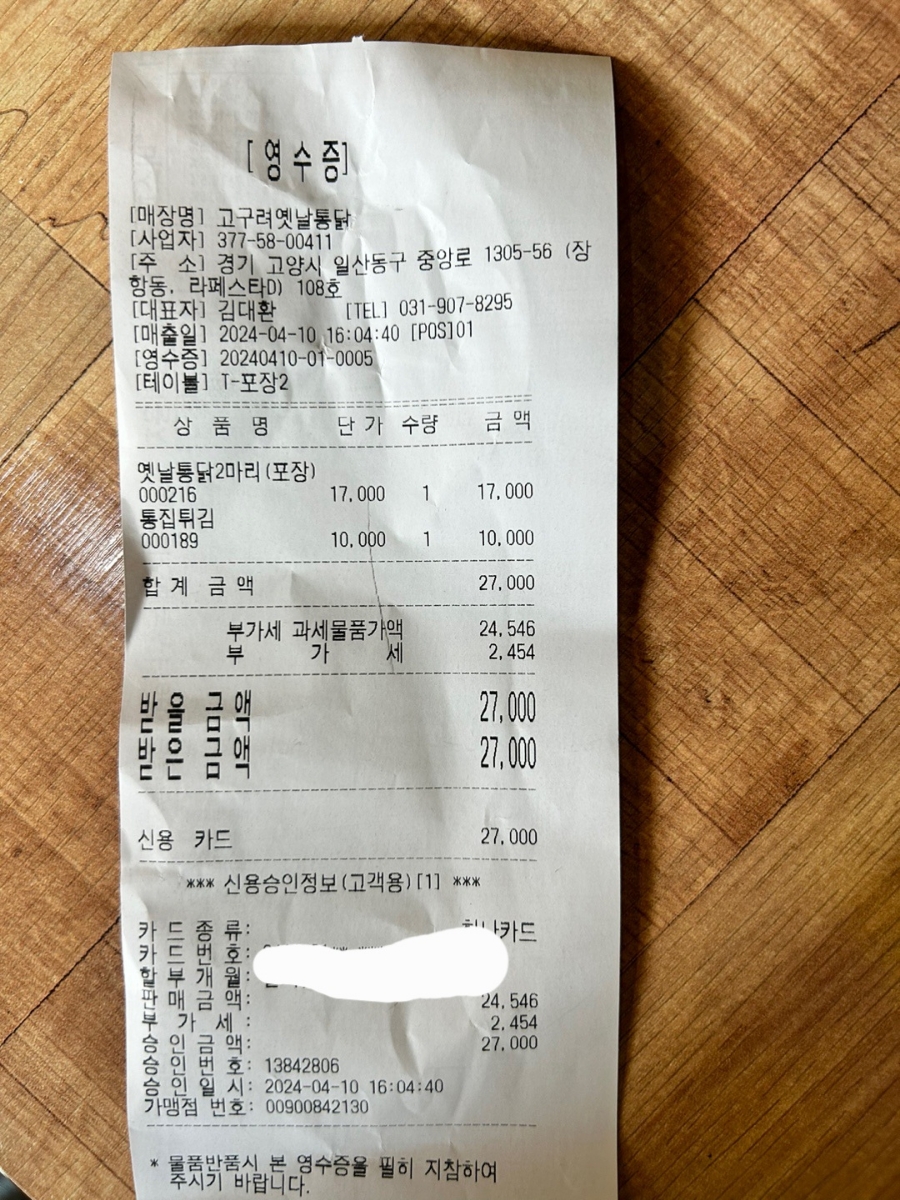 [영수증]
[매장명] 고구려옛날통닭
[사업자] 377-58-00411
[주 소] 경기 고양시 일산동구 중앙로 1305-56 (장
항동, 라페스타D) 108호
[대표자] 김대환 [TEL] 031-907-8295
[매출일] 2024-04-10 16:04:40 [POS]01
[영수증] 20240410-01-0005
[테이블] T-포장2
상 품 명 단 가 수량 금 액
옛날통닭2마리(포장)
000216 17,000 1 17,000
통집튀김
000189 10,000 1 10,000
합 계 금 액 27,000
부가세 과세물품가액 24,546
부 가 세 2,454
받 을 금 액 27,000
받 은 금 액 27,000
신용 카드 27,000
*** 신용승인정보(고객용)[1] ***
카 드 종 류: 하나카드
카 드 번 호:
할 부 개 월:
판 매 금 액: 24,546
부 가 세 : 2,454
승 인 금 액: 27,000
승 인 번 호: 13842806
승 인 일 시: 2024-04-10 16:04:40
가맹점 번호: 00900842130
* 물품반품시 본 영수증을 필히 지참하여
주시기 바랍니다.